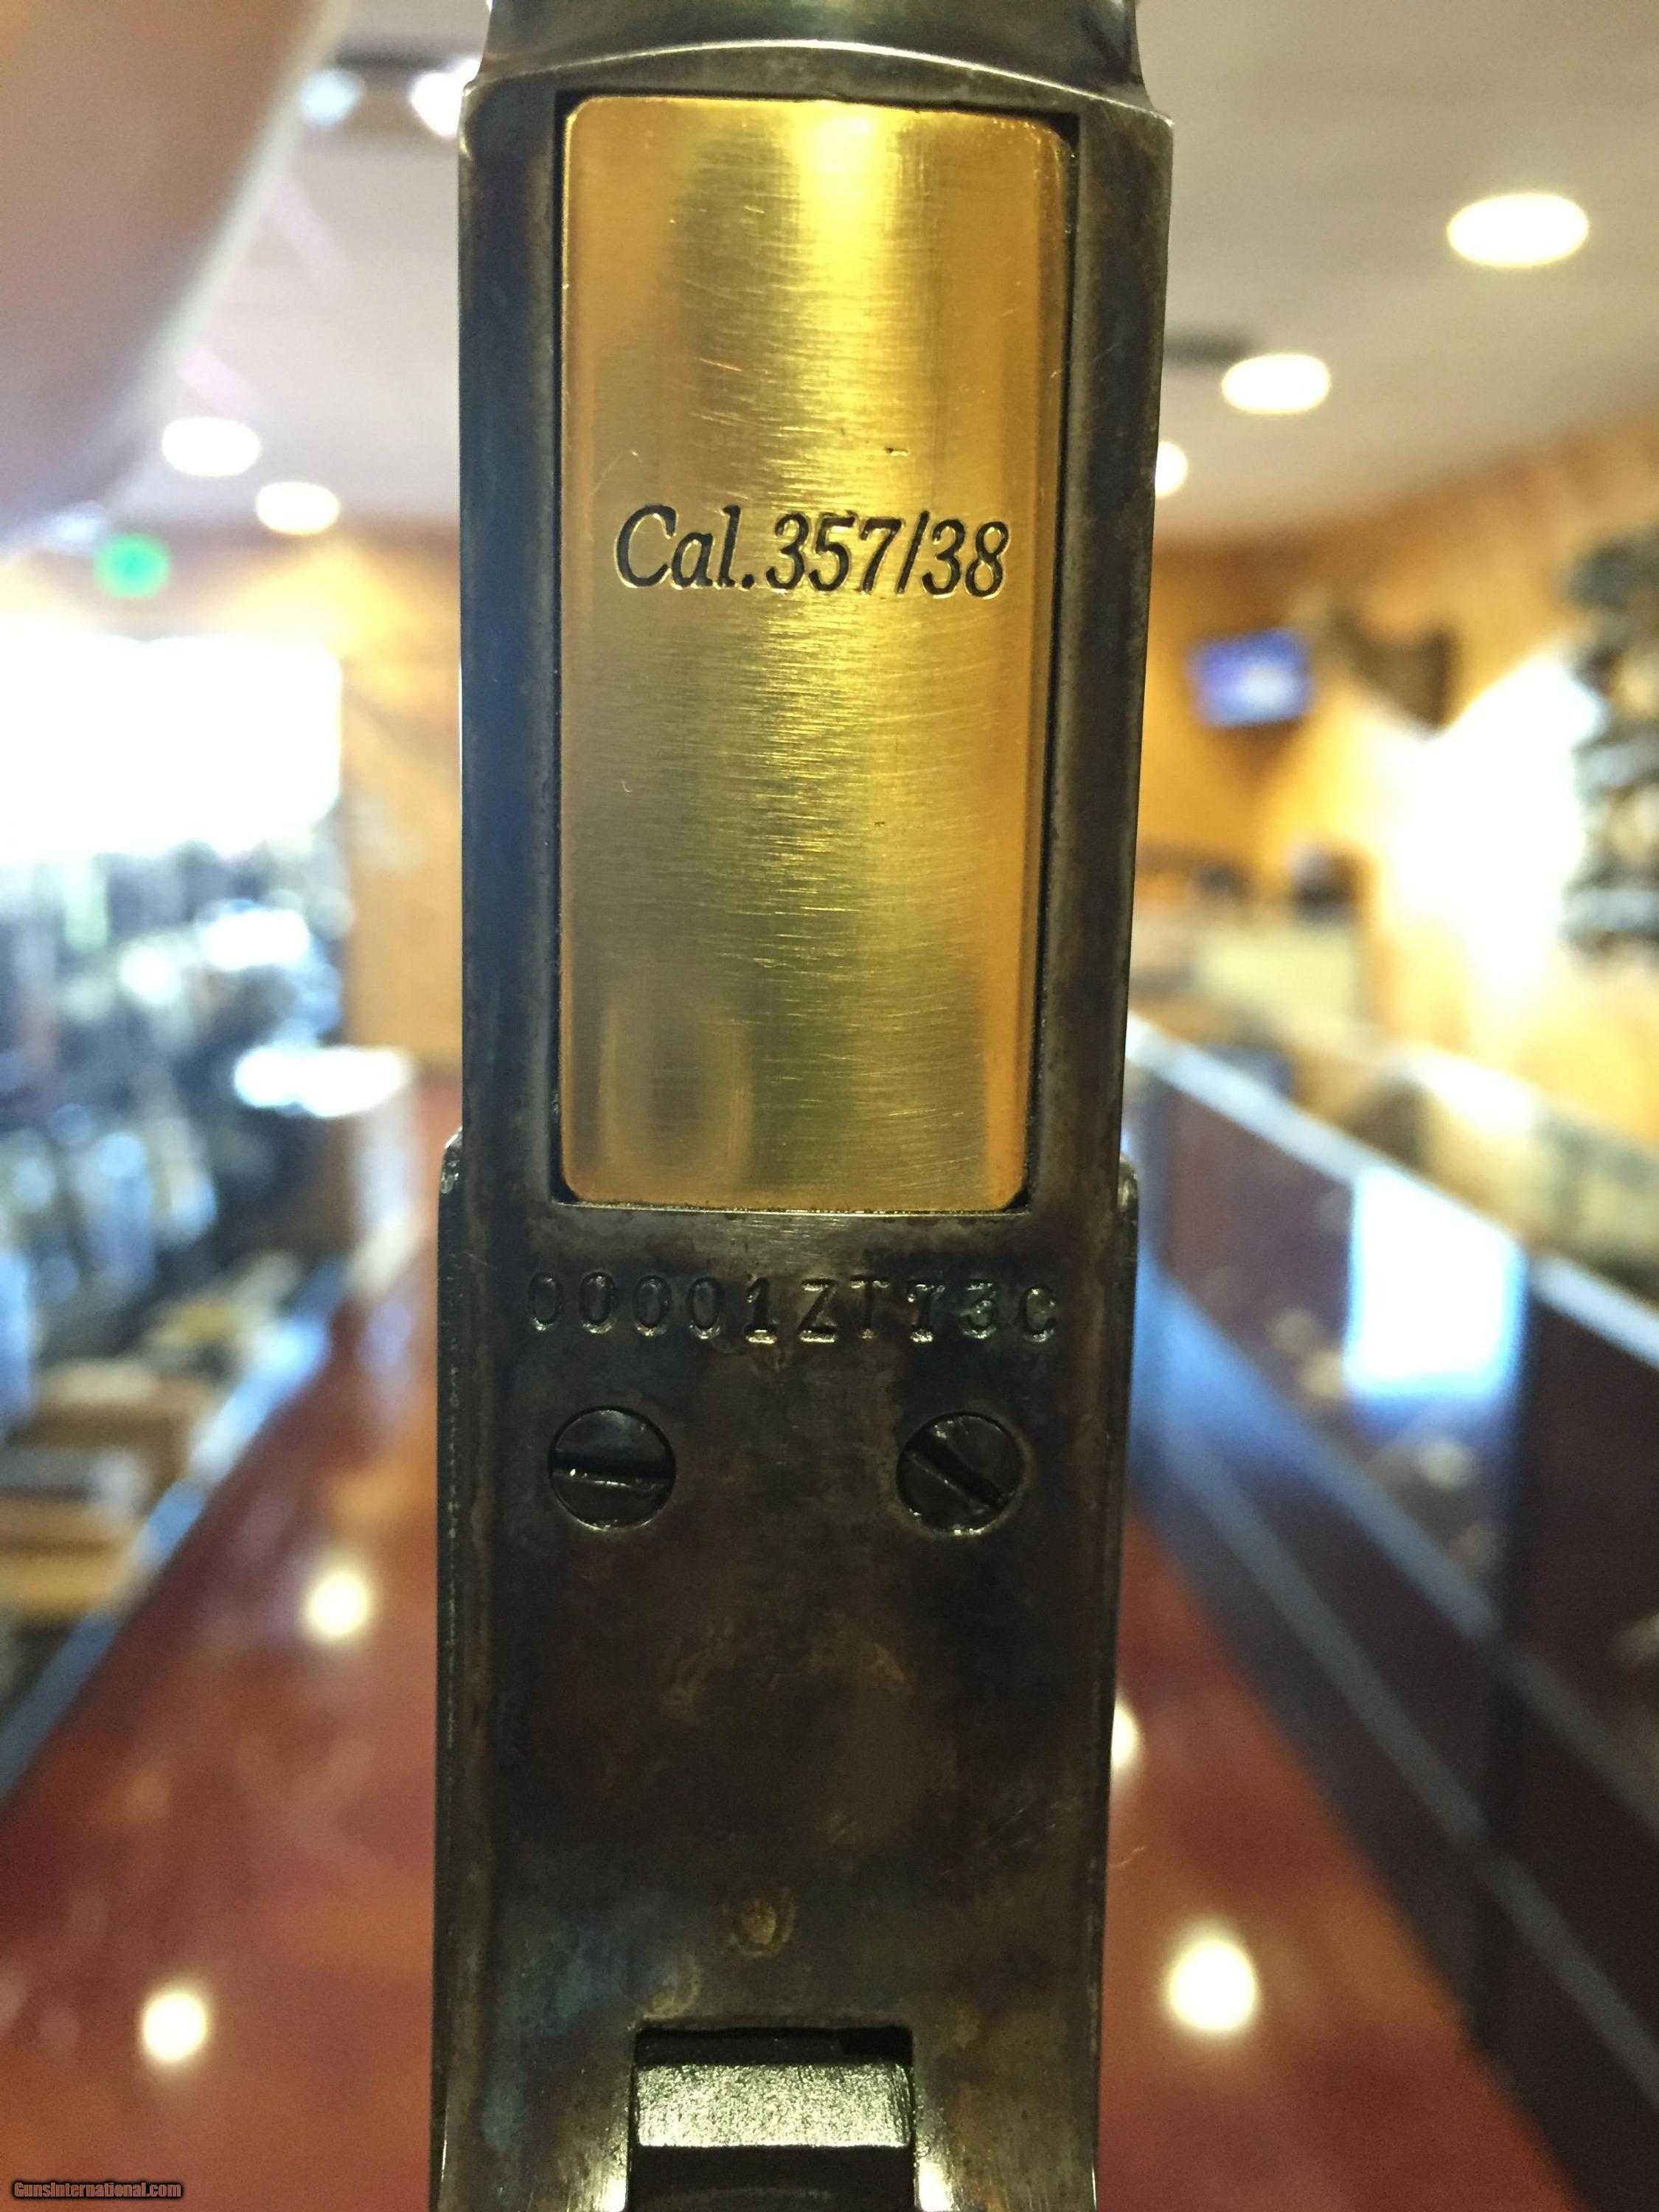 Cal.357/38
00001ZT73C
GunsInternational.com